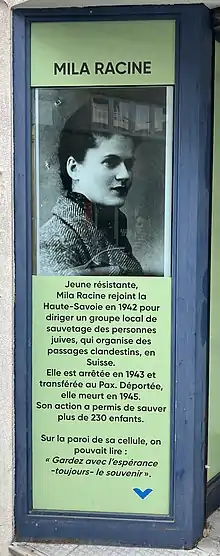 MILA RACINE
Jeune résistante,
Mila Racine rejoint la
Haute-Savoie en 1942 pour
diriger un groupe local de
sauvetage des personnes
juives, qui organise des
passages clandestins, en
Suisse.
Elle est arrêtée en 1943 et
transférée au Pax. Déportée,
elle meurt en 1945.
Son action a permis de sauver
plus de 230 enfants.
Sur la paroi de sa cellule, on
pouvait lire :
« Gardez avec l'espérance
-toujours- le souvenir ».